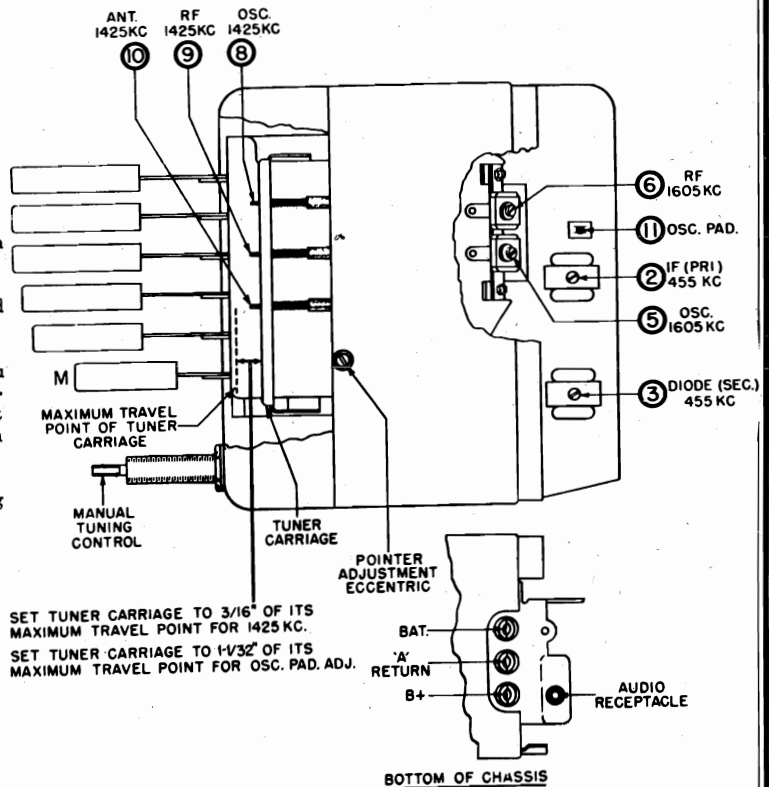 ANT.
1425KC
⑩
RF
1425KC
⑨
OSC.
1425KC
⑧
⑥ RF
1605 KC
⑪ OSC. PAD.
② IF (PRI)
455 KC
⑤ OSC.
1605 KC
③ DIODE (SEC.)
455 KC
M
MAXIMUM TRAVEL
POINT OF TUNER
CARRIAGE
MANUAL
TUNING
CONTROL
TUNER
CARRIAGE
POINTER
ADJUSTMENT
ECCENTRIC
SET TUNER CARRIAGE TO 3/16" OF ITS
MAXIMUM TRAVEL POINT FOR 1425 KC.
SET TUNER CARRIAGE TO 1-1/32" OF ITS
MAXIMUM TRAVEL POINT FOR OSC. PAD. ADJ.
BAT.
'A'
RETURN
B+
AUDIO
RECEPTACLE
BOTTOM OF CHASSIS